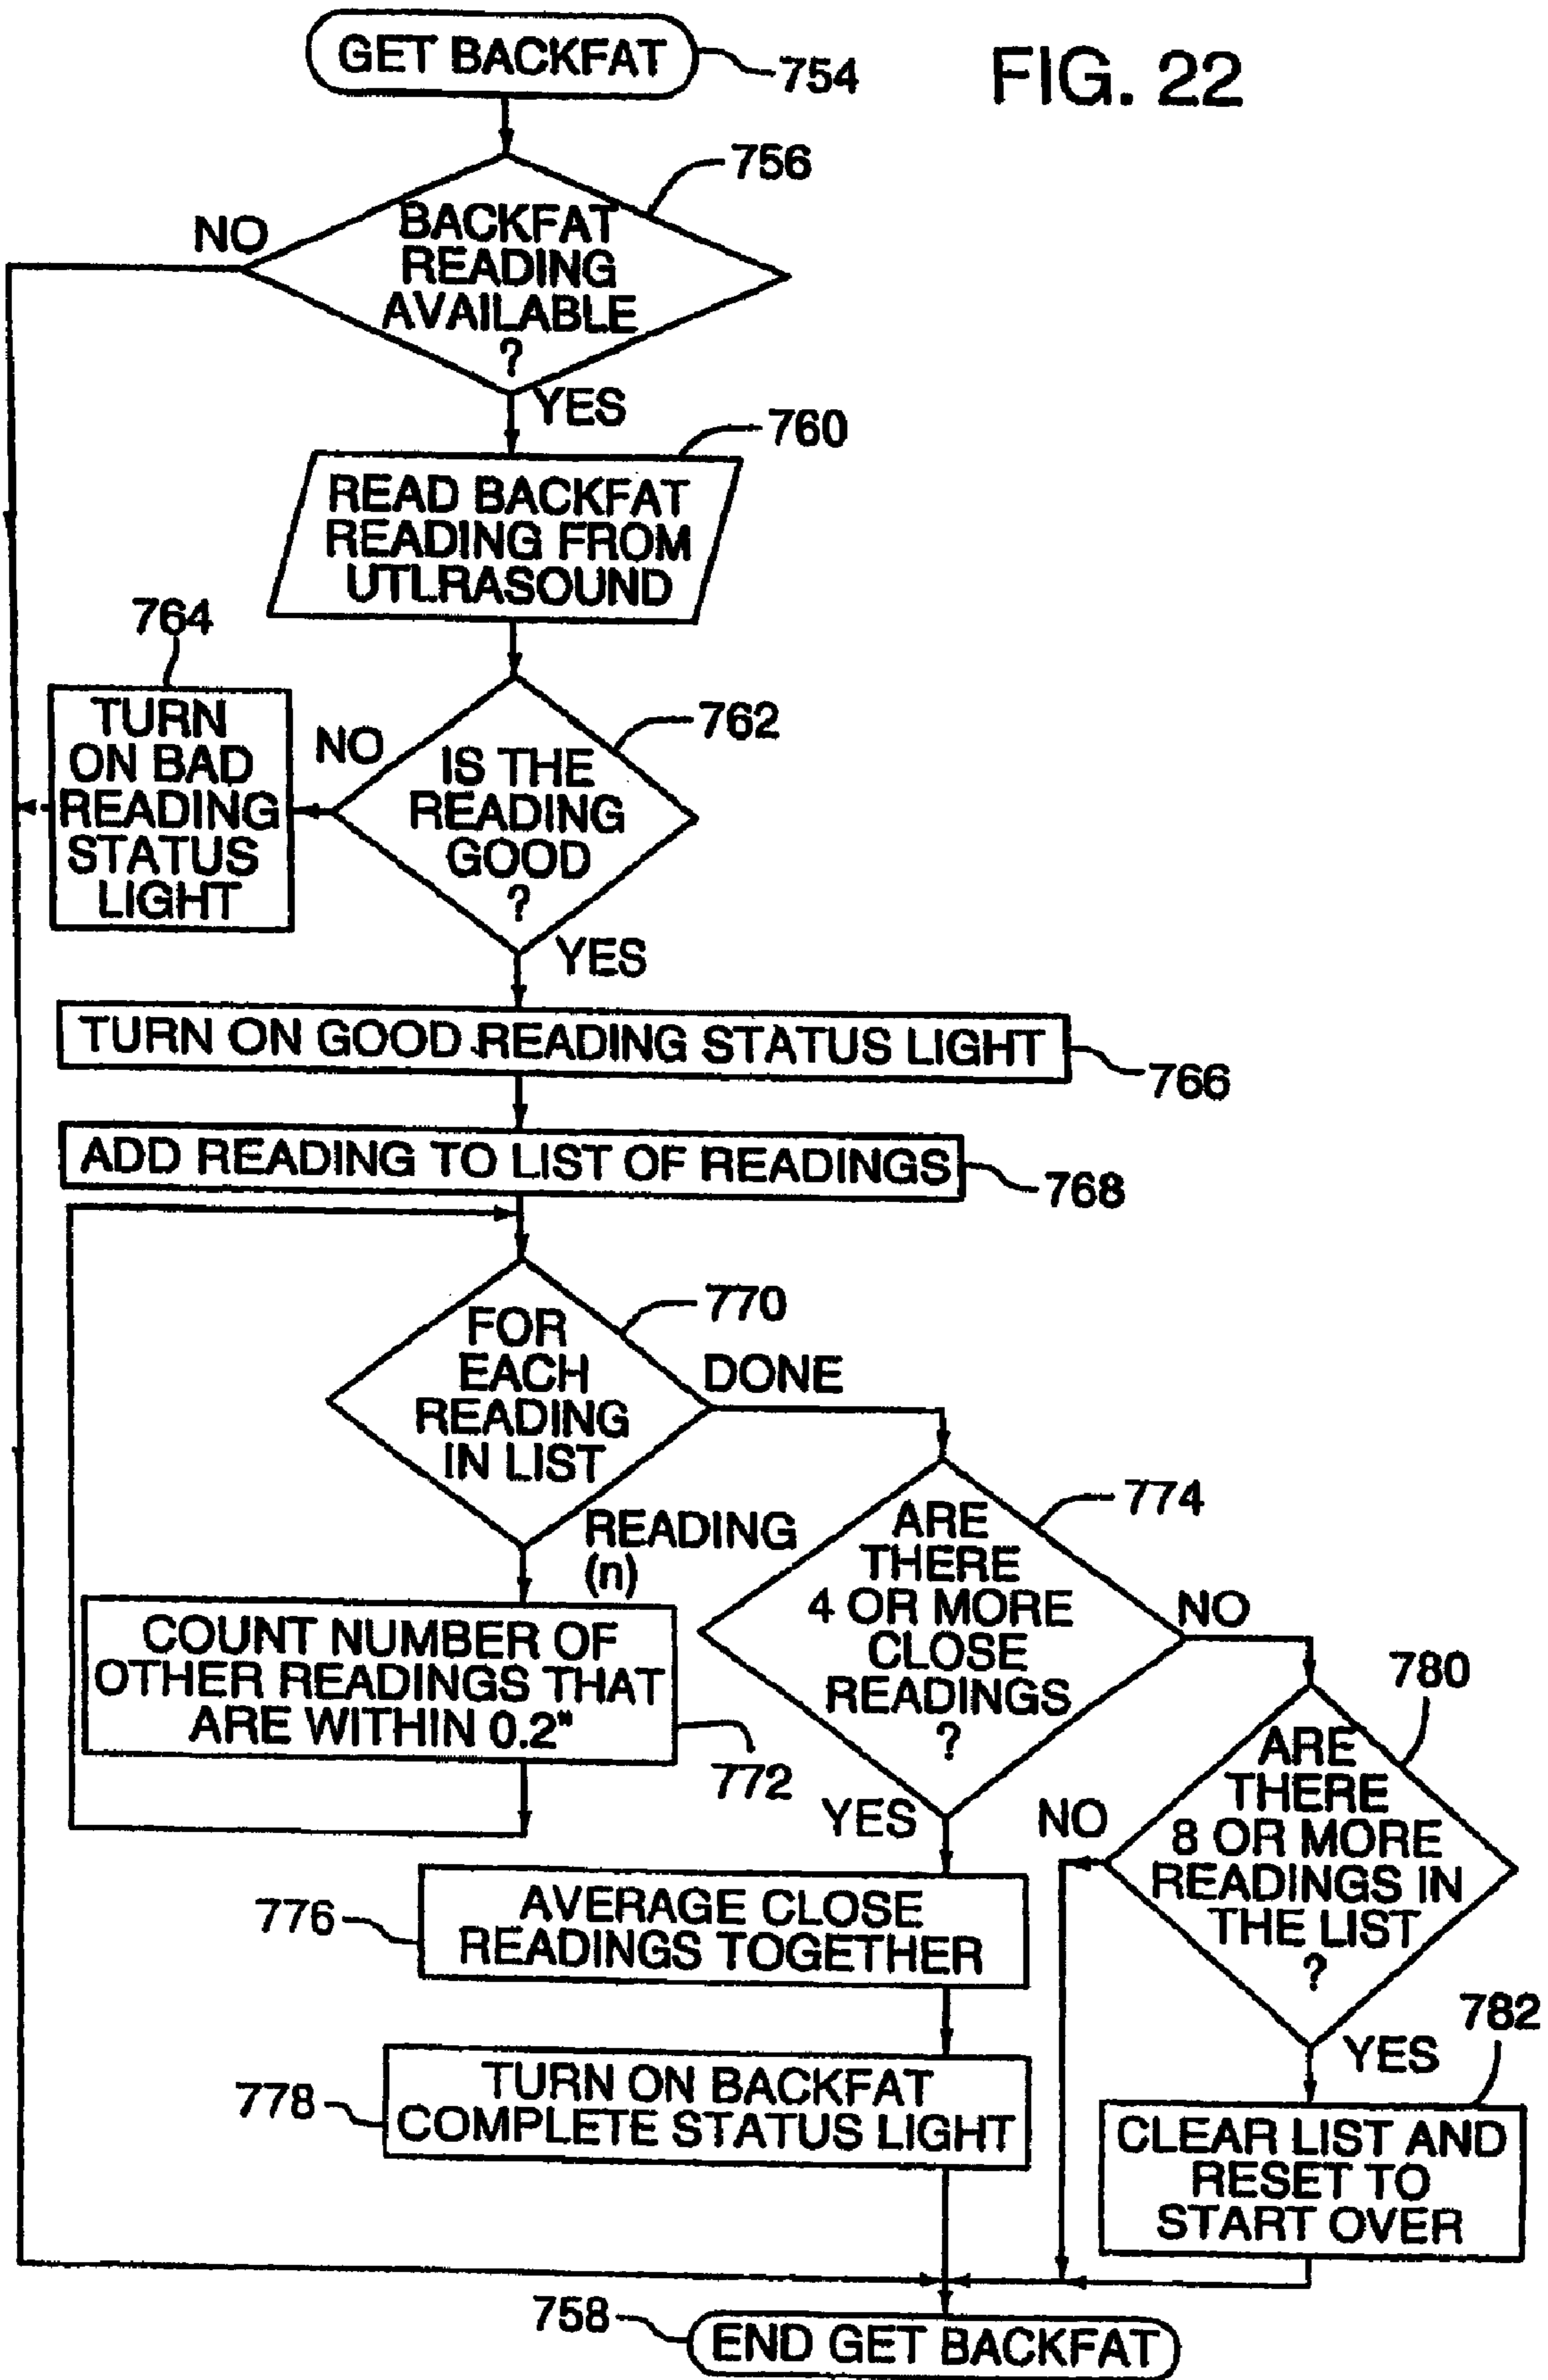 GET BACKFAT
754
FIG. 22
756
NO
BACKFAT
READING
AVAILABLE
?
YES
760
READ BACKFAT
READING FROM
UTLRASOUND
764
TURN
ON BAD
READING
STATUS
LIGHT
NO
762
IS THE
READING
GOOD
?
YES
TURN ON GOOD READING STATUS LIGHT
766
ADD READING TO LIST OF READINGS
768
770
FOR
EACH
READING
IN LIST
DONE
READING
(n)
774
ARE
THERE
4 OR MORE
CLOSE
READINGS
?
NO
COUNT NUMBER OF
OTHER READINGS THAT
ARE WITHIN 0.2"
772
YES
780
ARE
THERE
8 OR MORE
READINGS IN
THE LIST
?
NO
776
AVERAGE CLOSE
READINGS TOGETHER
782
YES
778
TURN ON BACKFAT
COMPLETE STATUS LIGHT
CLEAR LIST AND
RESET TO
START OVER
758
END GET BACKFAT